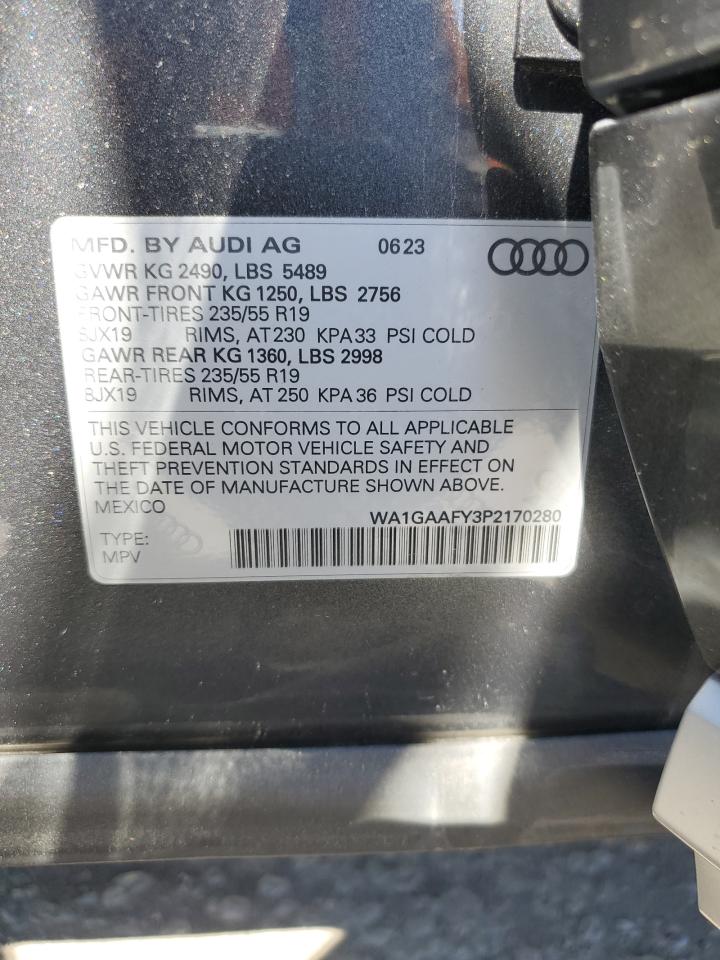 MFD. BY AUDI AG 0623
GVWR KG 2490, LBS 5489
GAWR FRONT KG 1250, LBS 2756
FRONT-TIRES 235/55 R19
8JX19 RIMS, AT 230 KPA 33 PSI COLD
GAWR REAR KG 1360, LBS 2998
REAR-TIRES 235/55 R19
8JX19 RIMS, AT 250 KPA 36 PSI COLD
THIS VEHICLE CONFORMS TO ALL APPLICABLE
U.S. FEDERAL MOTOR VEHICLE SAFETY AND
THEFT PREVENTION STANDARDS IN EFFECT ON
THE DATE OF MANUFACTURE SHOWN ABOVE.
MEXICO
WA1GAAFY3P2170280
TYPE:
MPV